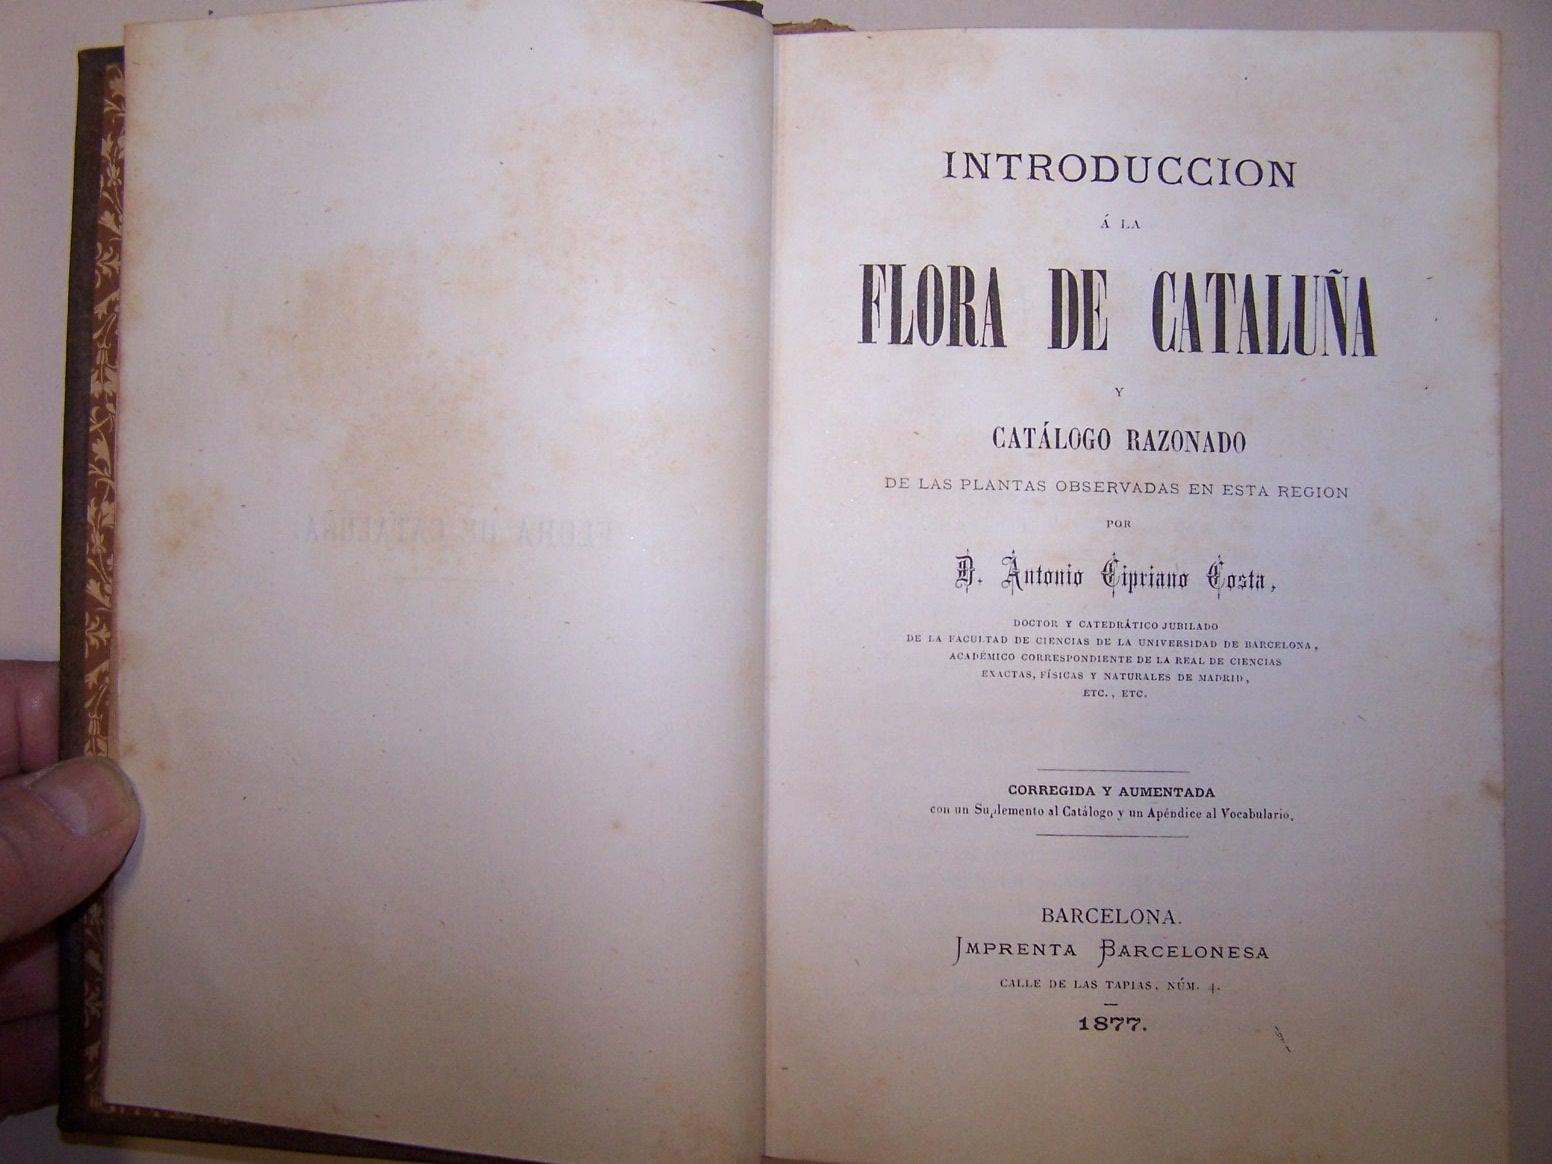 INTRODUCCION
Á LA
FLORA DE CATALUÑA
Y
CATÁLOGO RAZONADO
DE LAS PLANTAS OBSERVADAS EN ESTA REGION
POR
D. Antonio Cipriano Costa,
DOCTOR Y CATEDRÁTICO JUBILADO
DE LA FACULTAD DE CIENCIAS DE LA UNIVERSIDAD DE BARCELONA,
ACADÉMICO CORRESPONDIENTE DE LA REAL DE CIENCIAS
EXACTAS, FÍSICAS Y NATURALES DE MADRID,
ETC., ETC.
CORREGIDA Y AUMENTADA
con un Suplemento al Catálogo y un Apéndice al Vocabulario.
BARCELONA.
IMPRENTA BARCELONESA
CALLE DE LAS TAPIAS, NÚM. 4.
1877.